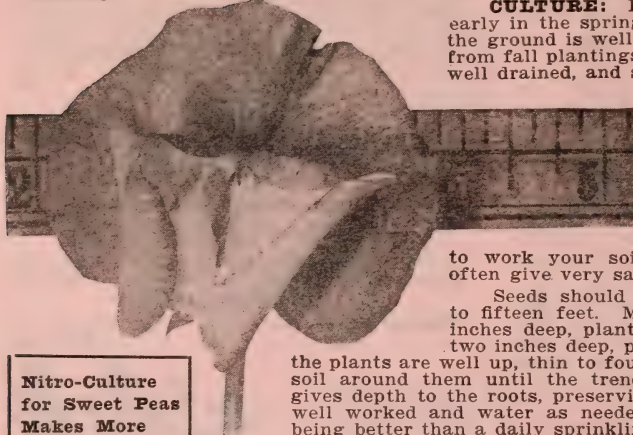 CULTURE:
early in the spring
the ground is well
from fall plantings
well drained, and
to work your soi
often give very sa
Seeds should
to fifteen feet. M
inches deep, plant
two inches deep, p
the plants are well up, thin to fou
soil around them until the tren
gives depth to the roots, preservi
well worked and water as neede
being better than a daily sprinkli
Nitro-Culture
for Sweet Peas
Makes More